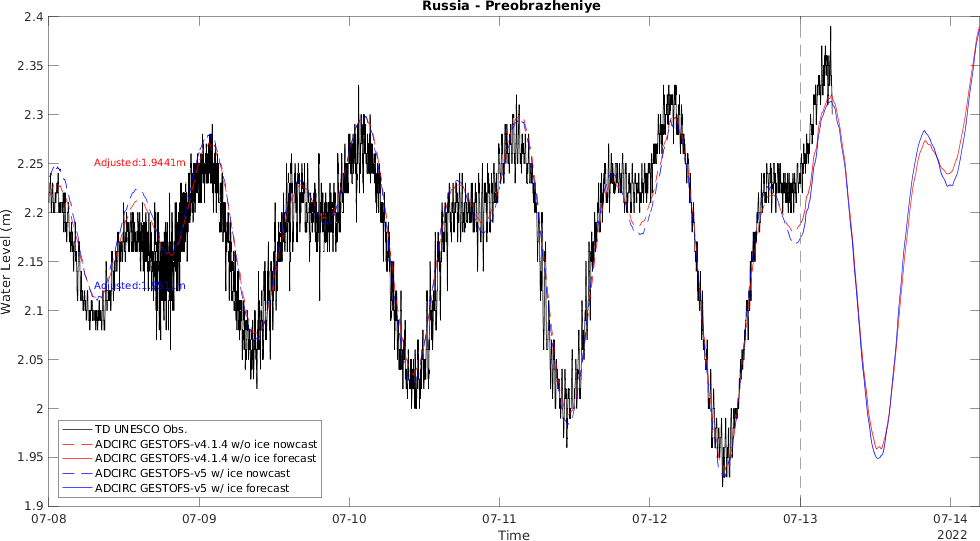 Russia - Preobrazheniye
2.4
2.35
2.3
2.25
2.2
2.15
2.1
2.05
2
1.95
1.9
Water Level (m)
Adjusted:1.9441m
TD UNESCO Obs.
ADCIRC GESTOFS-v4.1.4 w/o ice nowcast
ADCIRC GESTOFS-v4.1.4 w/o ice forecast
ADCIRC GESTOFS-v5 w/ ice nowcast
ADCIRC GESTOFS-v5 w/ ice forecast
07-08
07-09
07-10
07-11
07-12
07-13
07-14
Time
2022